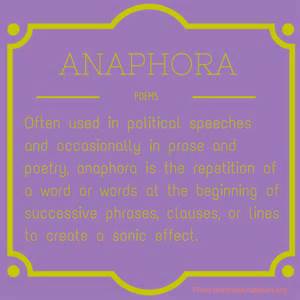 ANAPHORA
POEMS
Often used in political speeches
and occasionally in prose and
poetry, anaphora is the repetition of
a word or words at the beginning of
successive phrases, clauses, or lines
to create a sonic effect.